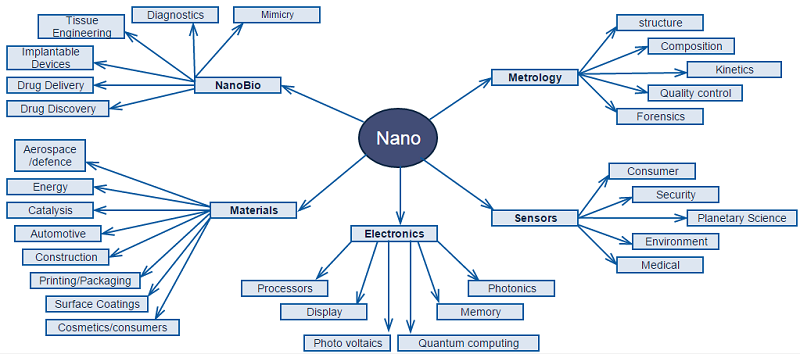 Nano
NanoBio
Mimicry
Diagnostics
Tissue
Engineering
Implantable
Devices
Drug Delivery
Drug Discovery
Metrology
structure
Composition
Kinetics
Quality control
Forensics
Materials
Aerospace
/defence
Energy
Catalysis
Automotive
Construction
Printing/Packaging
Surface Coatings
Cosmetics/consumers
Electronics
Processors
Display
Photo voltaics
Quantum computing
Memory
Photonics
Sensors
Consumer
Security
Planetary Science
Environment
Medical